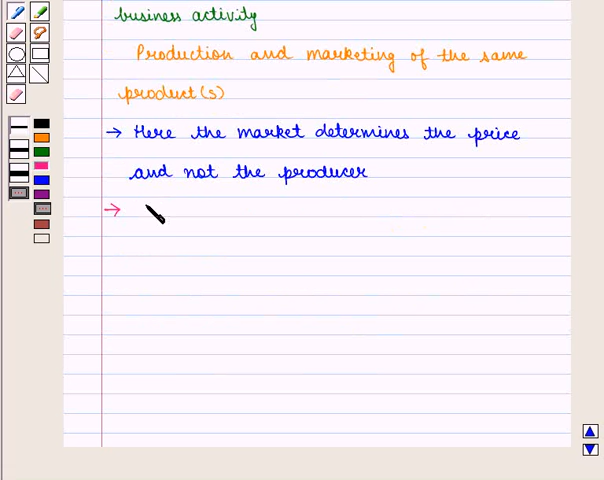 business activity
Production and marketing of the same
product(s)
→ Here the market determines the price
and not the producer
→